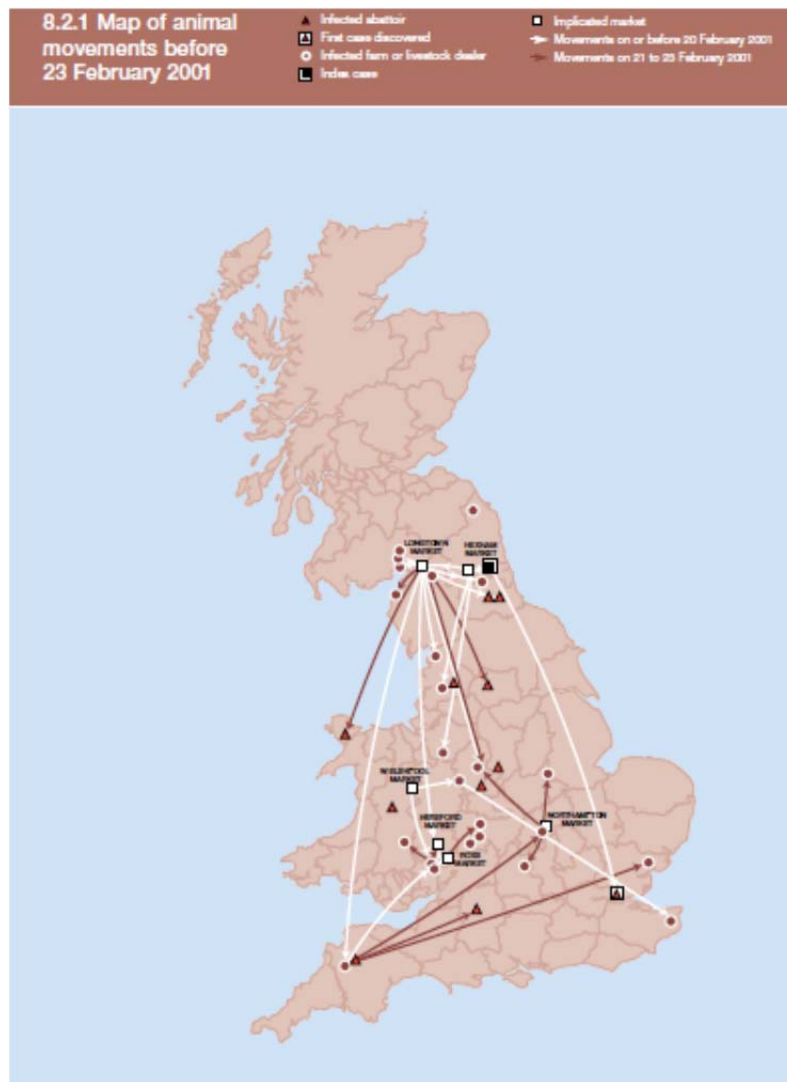 8.2.1 Map of animal
movements before
23 February 2001
Infected abattoir
First case discovered
Infected farm or livestock dealer
Index case
Implicated market
Movements on or before 20 February 2001
Movements on 21 to 23 February 2001
LONGTOWN
MARKET
HEXHAM
MARKET
WELSHPOOL
MARKET
HEREFORD
MARKET
NORTHAMPTON
MARKET
ROSS
MARKET